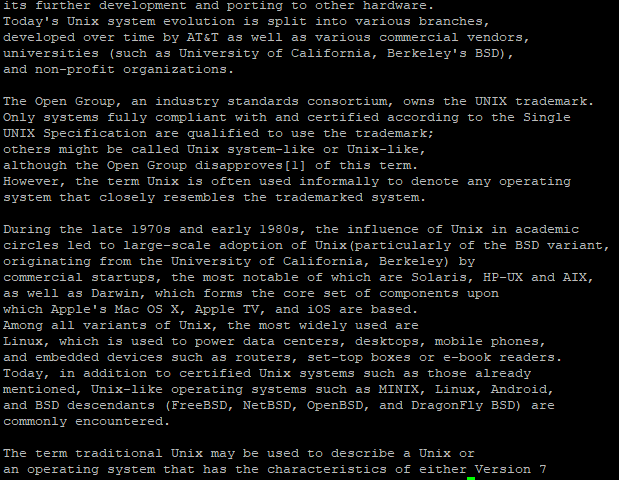 its further development and porting to other hardware.
Today's Unix system evolution is split into various branches,
developed over time by AT&T as well as various commercial vendors,
universities (such as University of California, Berkeley's BSD),
and non-profit organizations.

The Open Group, an industry standards consortium, owns the UNIX trademark.
Only systems fully compliant with and certified according to the Single
UNIX Specification are qualified to use the trademark;
others might be called Unix system-like or Unix-like,
although the Open Group disapproves[1] of this term.
However, the term Unix is often used informally to denote any operating
system that closely resembles the trademarked system.

During the late 1970s and early 1980s, the influence of Unix in academic
circles led to large-scale adoption of Unix(particularly of the BSD variant,
originating from the University of California, Berkeley) by
commercial startups, the most notable of which are Solaris, HP-UX and AIX,
as well as Darwin, which forms the core set of components upon
which Apple's Mac OS X, Apple TV, and iOS are based.
Among all variants of Unix, the most widely used are
Linux, which is used to power data centers, desktops, mobile phones,
and embedded devices such as routers, set-top boxes or e-book readers.
Today, in addition to certified Unix systems such as those already
mentioned, Unix-like operating systems such as MINIX, Linux, Android,
and BSD descendants (FreeBSD, NetBSD, OpenBSD, and DragonFly BSD) are
commonly encountered.

The term traditional Unix may be used to describe a Unix or
an operating system that has the characteristics of either Version 7